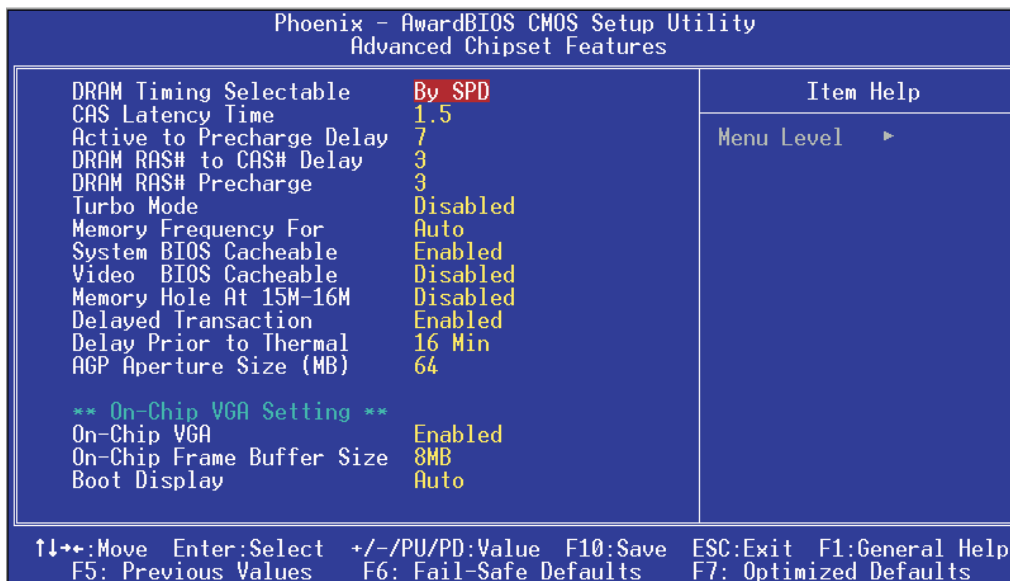 Phoenix - AwardBIOS CMOS Setup Utility
Advanced Chipset Features
DRAM Timing Selectable By SPD
CAS Latency Time 1.5
Active to Precharge Delay 7
DRAM RAS# to CAS# Delay 3
DRAM RAS# Precharge 3
Turbo Mode Disabled
Memory Frequency For Auto
System BIOS Cacheable Enabled
Video BIOS Cacheable Disabled
Memory Hole At 15M-16M Disabled
Delayed Transaction Enabled
Delay Prior to Thermal 16 Min
AGP Aperture Size (MB) 64
** On-Chip VGA Setting **
On-Chip VGA Enabled
On-Chip Frame Buffer Size 8MB
Boot Display Auto
Item Help
Menu Level ▶
↑↓→←:Move Enter:Select +/-/PU/PD:Value F10:Save ESC:Exit F1:General Help
F5: Previous Values F6: Fail-Safe Defaults F7: Optimized Defaults